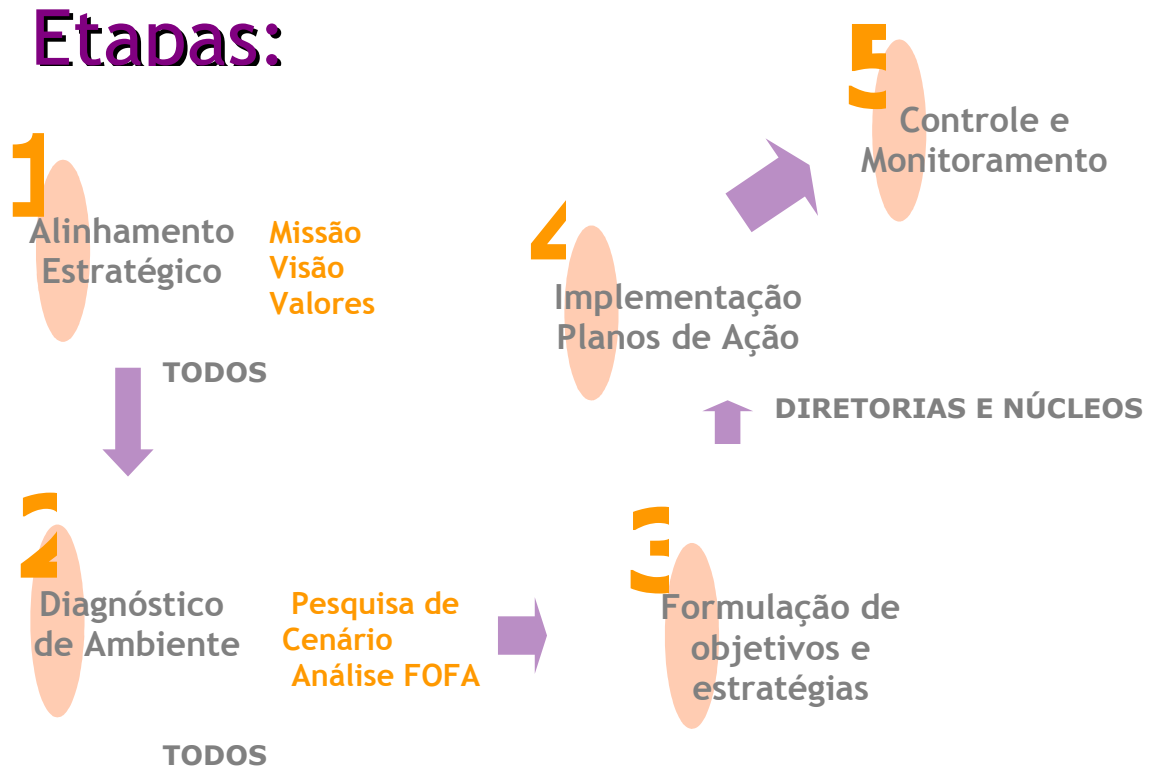 Etapas:
1
Alinhamento
Estratégico
Missão
Visão
Valores
TODOS
2
Diagnóstico
de Ambiente
Pesquisa de
Cenário
Análise FOFA
TODOS
3
Formulação de
objetivos e
estratégias
DIRETORIAS E NÚCLEOS
4
Implementação
Planos de Ação
5
Controle e
Monitoramento